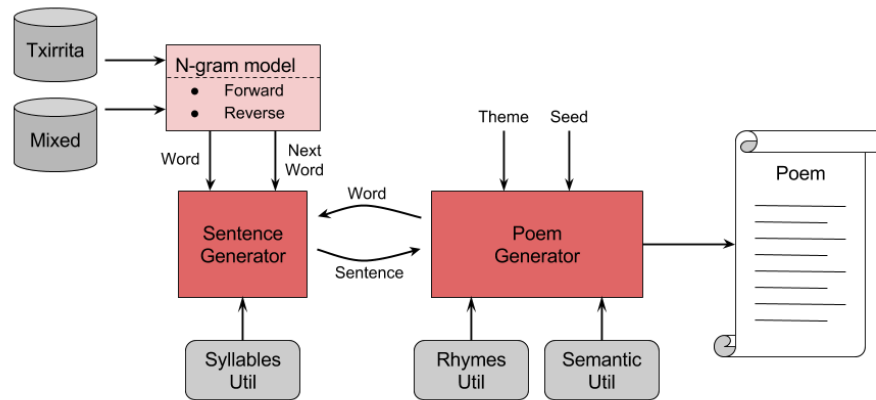 Txirrita
Mixed
N-gram model
● Forward
● Reverse
Word
Next
Word
Theme
Seed
Sentence
Generator
Word
Sentence
Poem
Generator
Poem
Syllables
Util
Rhymes
Util
Semantic
Util